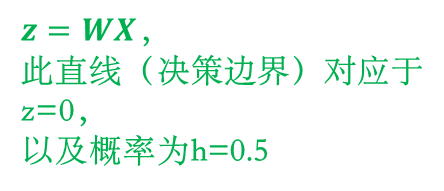 z = WX，
此直线（决策边界）对应于
z=0，
以及概率为h=0.5